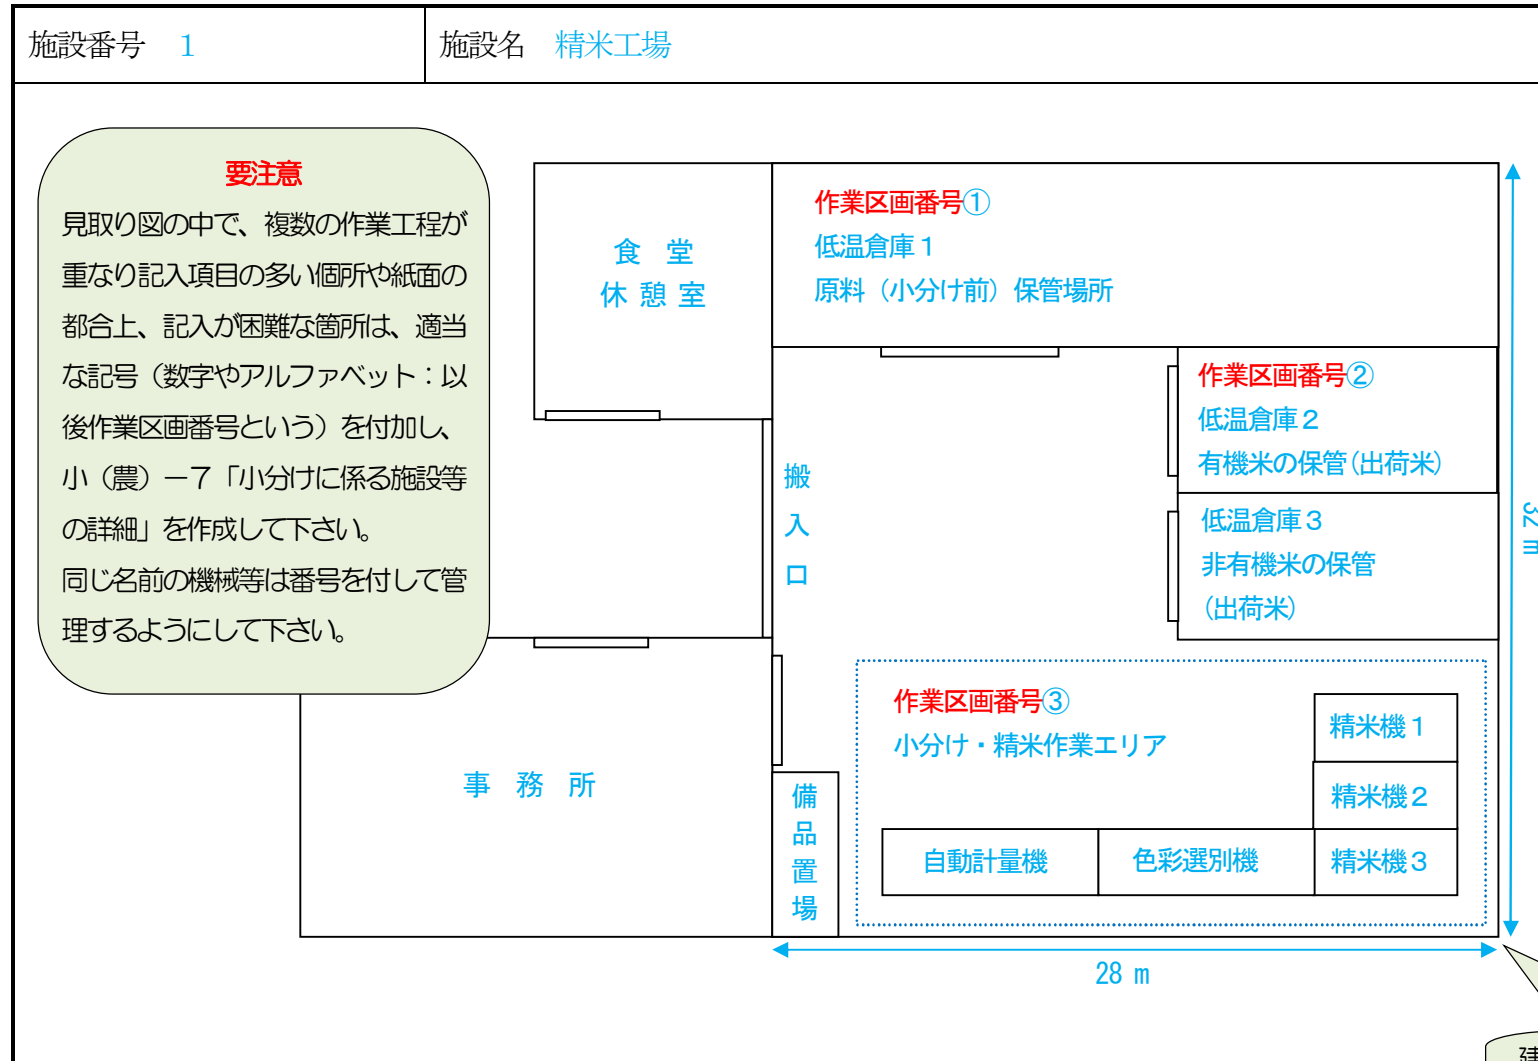 施設番号 1
施設名 精米工場
要注意
見取り図の中で、複数の作業工程が
重なり記入項目の多い個所や紙面の
都合上、記入が困難な箇所は、適当
な記号（数字やアルファベット：以
後作業区画番号という）を付加し、
小（農）－7「小分けに係る施設等
の詳細」を作成して下さい。
同じ名前の機械等は番号を付して管
理するようにして下さい。
食 堂
休 憩 室
作業区画番号①
低温倉庫１
原料（小分け前）保管場所
搬入口
作業区画番号②
低温倉庫２
有機米の保管(出荷米)
低温倉庫３
非有機米の保管
(出荷米)
32 m
作業区画番号③
小分け・精米作業エリア
精米機１
精米機２
精米機３
色彩選別機
自動計量機
備品置場
事 務 所
28 m